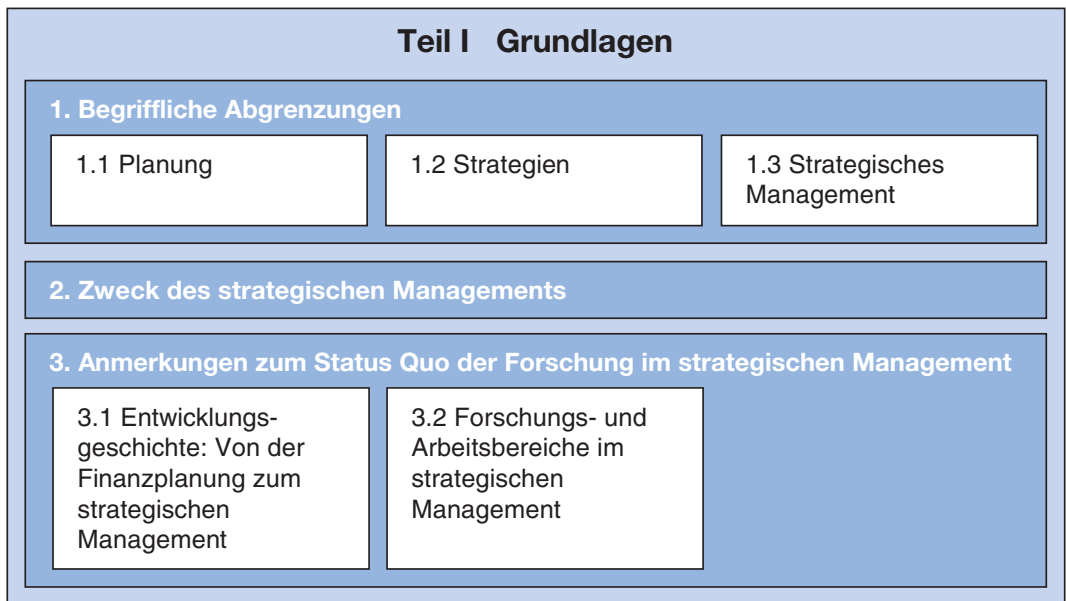 Teil I Grundlagen
1. Begriffliche Abgrenzungen
1.1 Planung
1.2 Strategien
1.3 Strategisches
Management
2. Zweck des strategischen Managements
3. Anmerkungen zum Status Quo der Forschung im strategischen Management
3.1 Entwicklungs-
geschichte: Von der
Finanzplanung zum
strategischen
Management
3.2 Forschungs- und
Arbeitsbereiche im
strategischen
Management